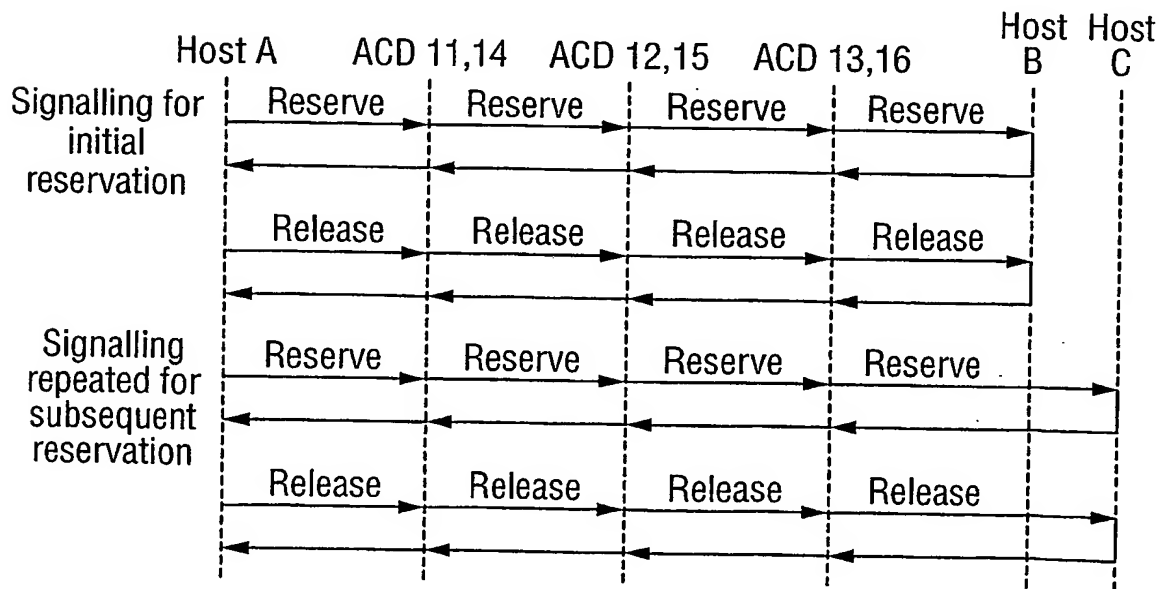 Host A ACD 11,14 ACD 12,15 ACD 13,16 Host B Host C
Signalling for initial reservation
Reserve Reserve Reserve Reserve
Release Release Release Release
Signalling repeated for subsequent reservation
Reserve Reserve Reserve Reserve
Release Release Release Release